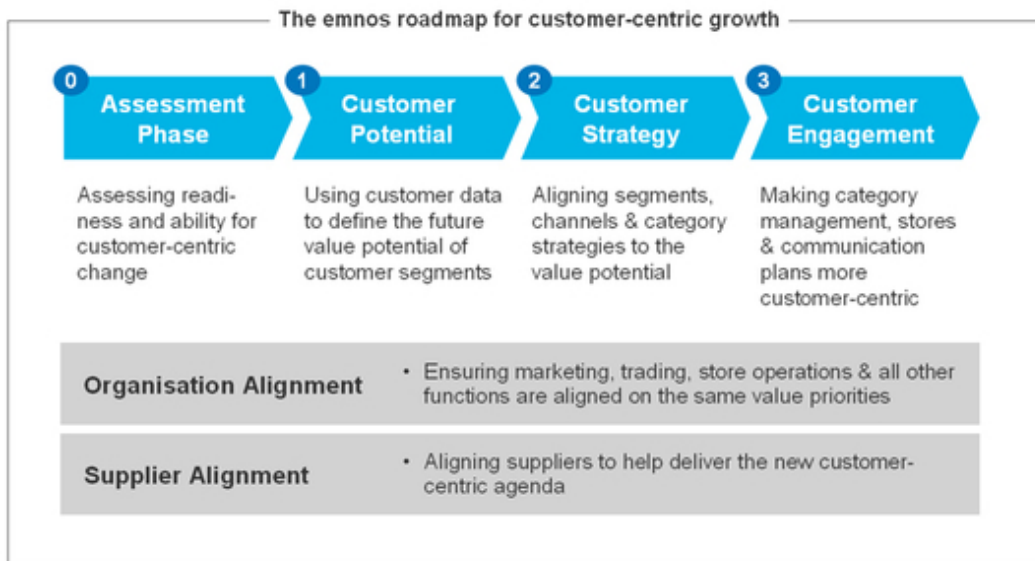 The emnos roadmap for customer-centric growth
0
Assessment
Phase
1
Customer
Potential
2
Customer
Strategy
3
Customer
Engagement
Assessing readi-
ness and ability for
customer-centric
change
Using customer data
to define the future
value potential of
customer segments
Aligning segments,
channels & category
strategies to the
value potential
Making category
management, stores
& communication
plans more
customer-centric
Organisation Alignment
• Ensuring marketing, trading, store operations & all other
functions are aligned on the same value priorities
Supplier Alignment
• Aligning suppliers to help deliver the new customer-
centric agenda